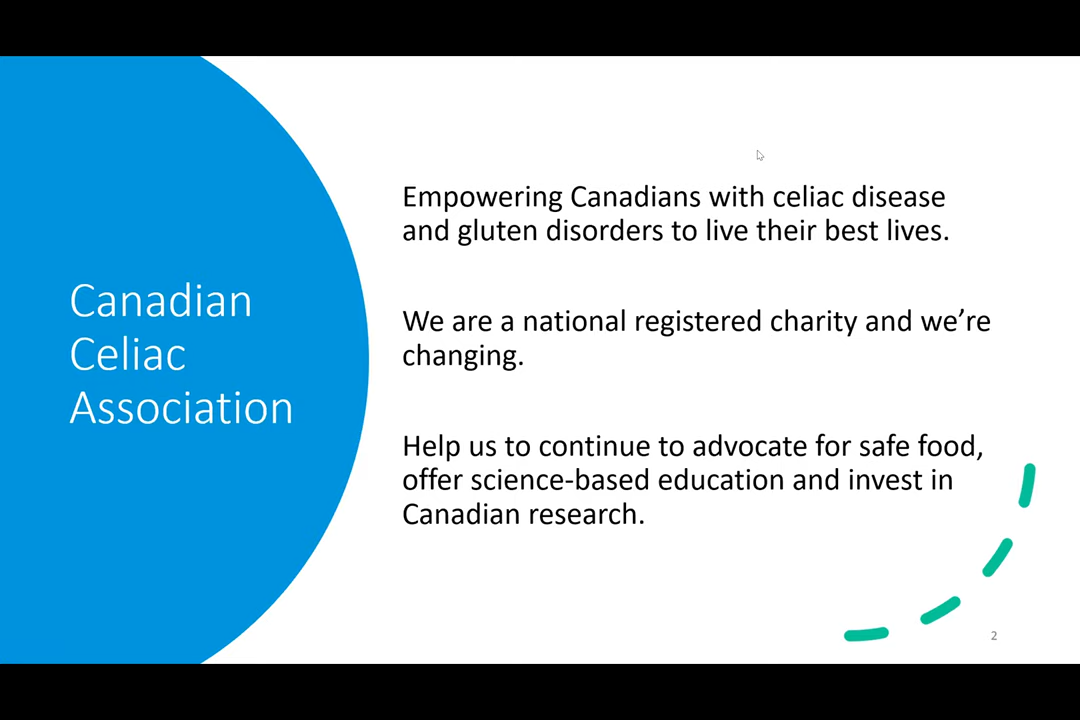 Canadian
Celiac
Association
Empowering Canadians with celiac disease
and gluten disorders to live their best lives.
We are a national registered charity and we’re
changing.
Help us to continue to advocate for safe food,
offer science-based education and invest in
Canadian research.
2